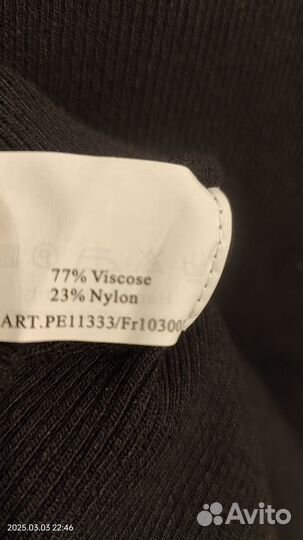 77% Viscose
23% Nylon
ART.PE11333/Fr10300
2025.03.03 22:46
Avito